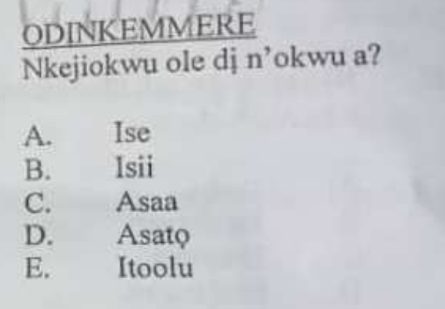 ODINKEMMERE
Nkejiokwu ole dị n'okwu a?
A. Ise
B. Isii
C. Asaa
D. Asatọ
E. Itoolu